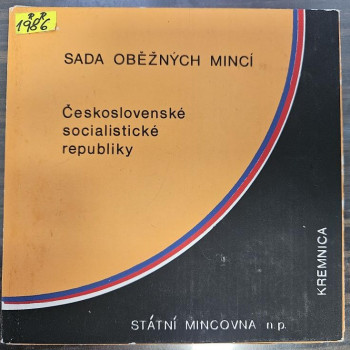 1986
SADA OBĚŽNÝCH MINCÍ
Československé
socialistické
republiky
KREMNICA
STÁTNÍ MINCOVNA n.p.